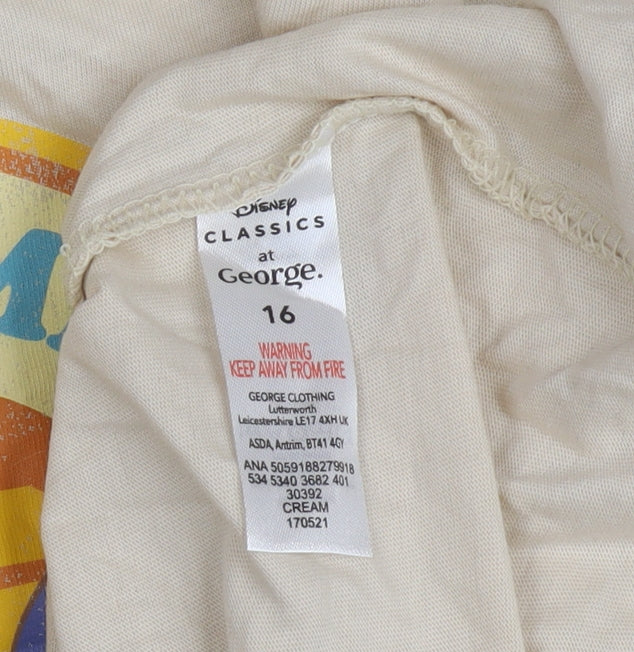 Disney
CLASSICS
at
George.
16
WARNING
KEEP AWAY FROM FIRE
GEORGE CLOTHING
Lutterworth
Leicestershire LE17 4XH UK
ASDA, Antrim, BT41 4GY
ANA 5059188279918
534 5340 3682 401
30392
CREAM
170521